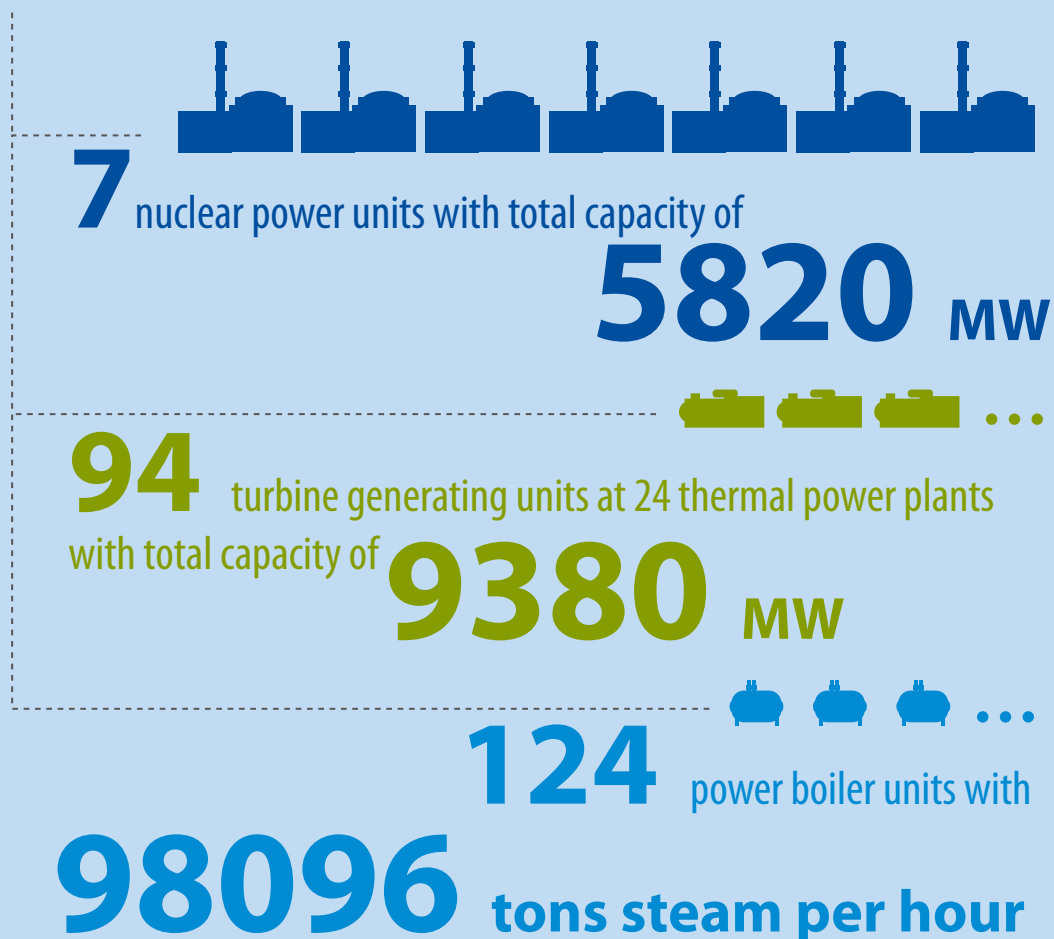 7 nuclear power units with total capacity of
5820 MW
94 turbine generating units at 24 thermal power plants
with total capacity of 9380 MW
124 power boiler units with
98096 tons steam per hour